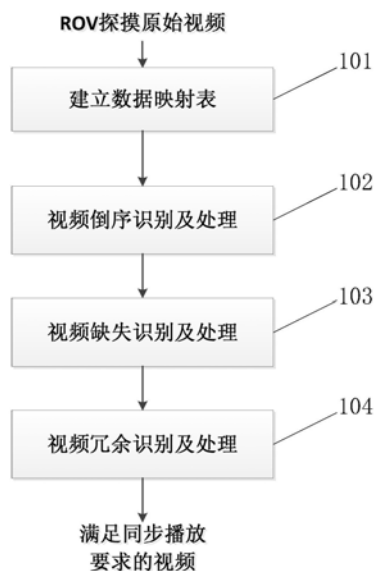 ROV探摸原始视频
101
建立数据映射表
102
视频倒序识别及处理
103
视频缺失识别及处理
104
视频冗余识别及处理
满足同步播放
要求的视频